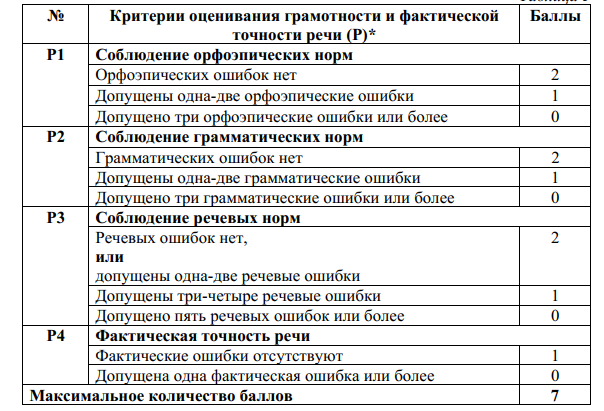 № Критерии оценивания грамотности и фактической точности речи (Р)* Баллы
Р1 Соблюдение орфоэпических норм
Орфоэпических ошибок нет 2
Допущены одна-две орфоэпические ошибки 1
Допущено три орфоэпические ошибки или более 0
Р2 Соблюдение грамматических норм
Грамматических ошибок нет 2
Допущены одна-две грамматические ошибки 1
Допущено три грамматические ошибки или более 0
Р3 Соблюдение речевых норм
Речевых ошибок нет, 2
или
допущены одна-две речевые ошибки
Допущены три-четыре речевые ошибки 1
Допущено пять речевых ошибок или более 0
Р4 Фактическая точность речи
Фактические ошибки отсутствуют 1
Допущена одна фактическая ошибка или более 0
Максимальное количество баллов 7